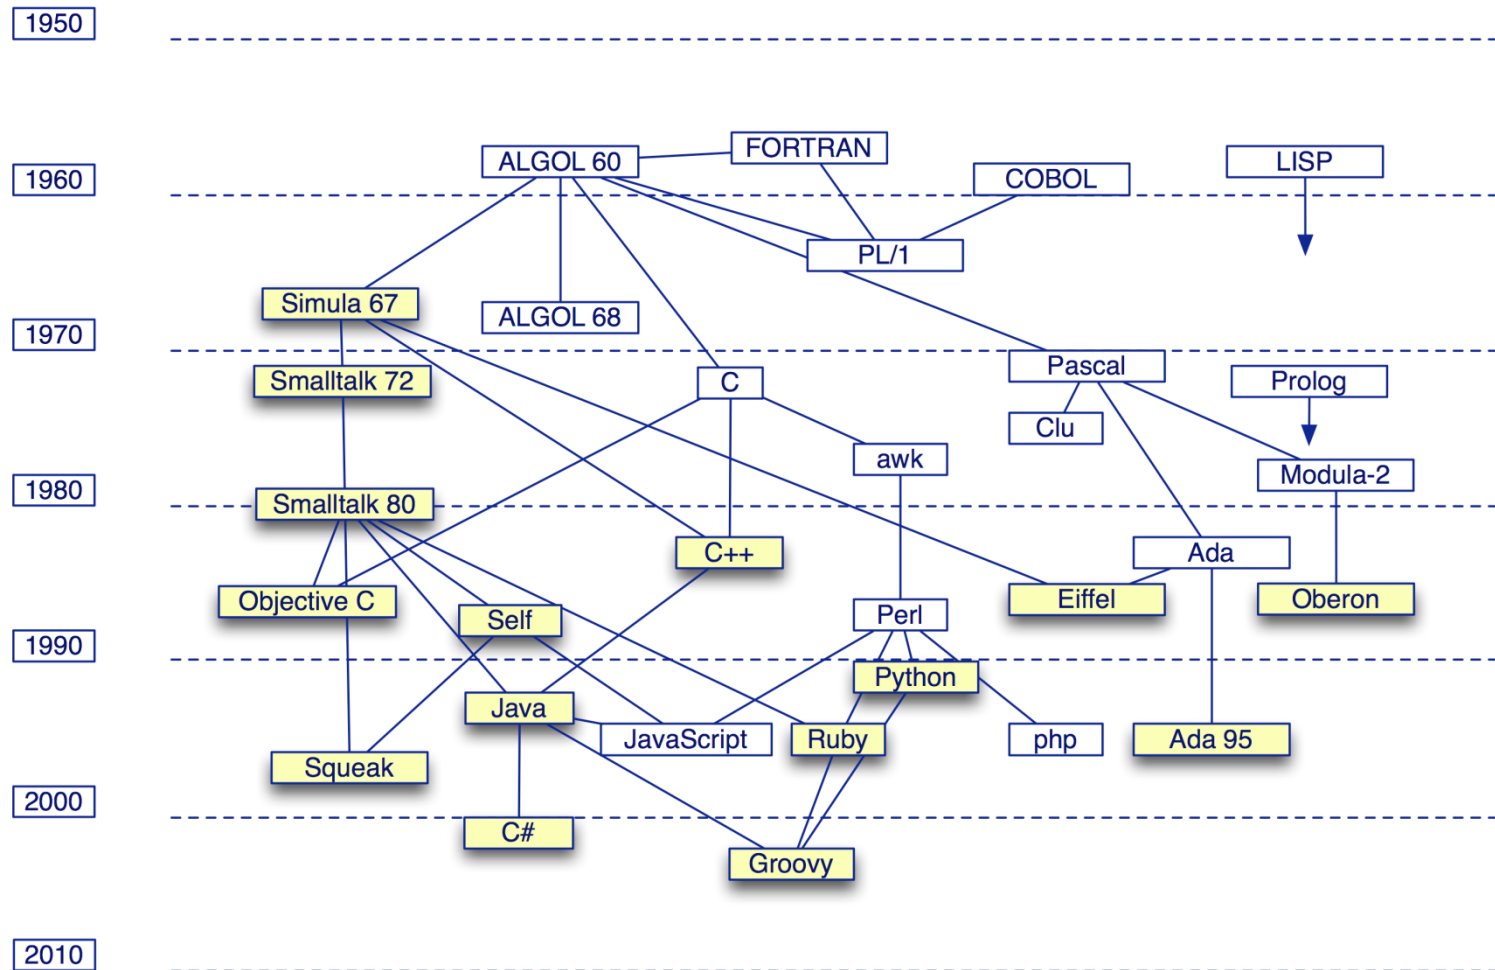 1950
FORTRAN
ALGOL 60
LISP
1960
COBOL
PL/1
Simula 67
ALGOL 68
1970
Pascal
Smalltalk 72
C
Prolog
Clu
awk
Modula-2
1980
Smalltalk 80
C++
Ada
Objective C
Eiffel
Oberon
Self
Perl
1990
Python
Java
JavaScript
Ruby
php
Ada 95
Squeak
2000
C#
Groovy
2010